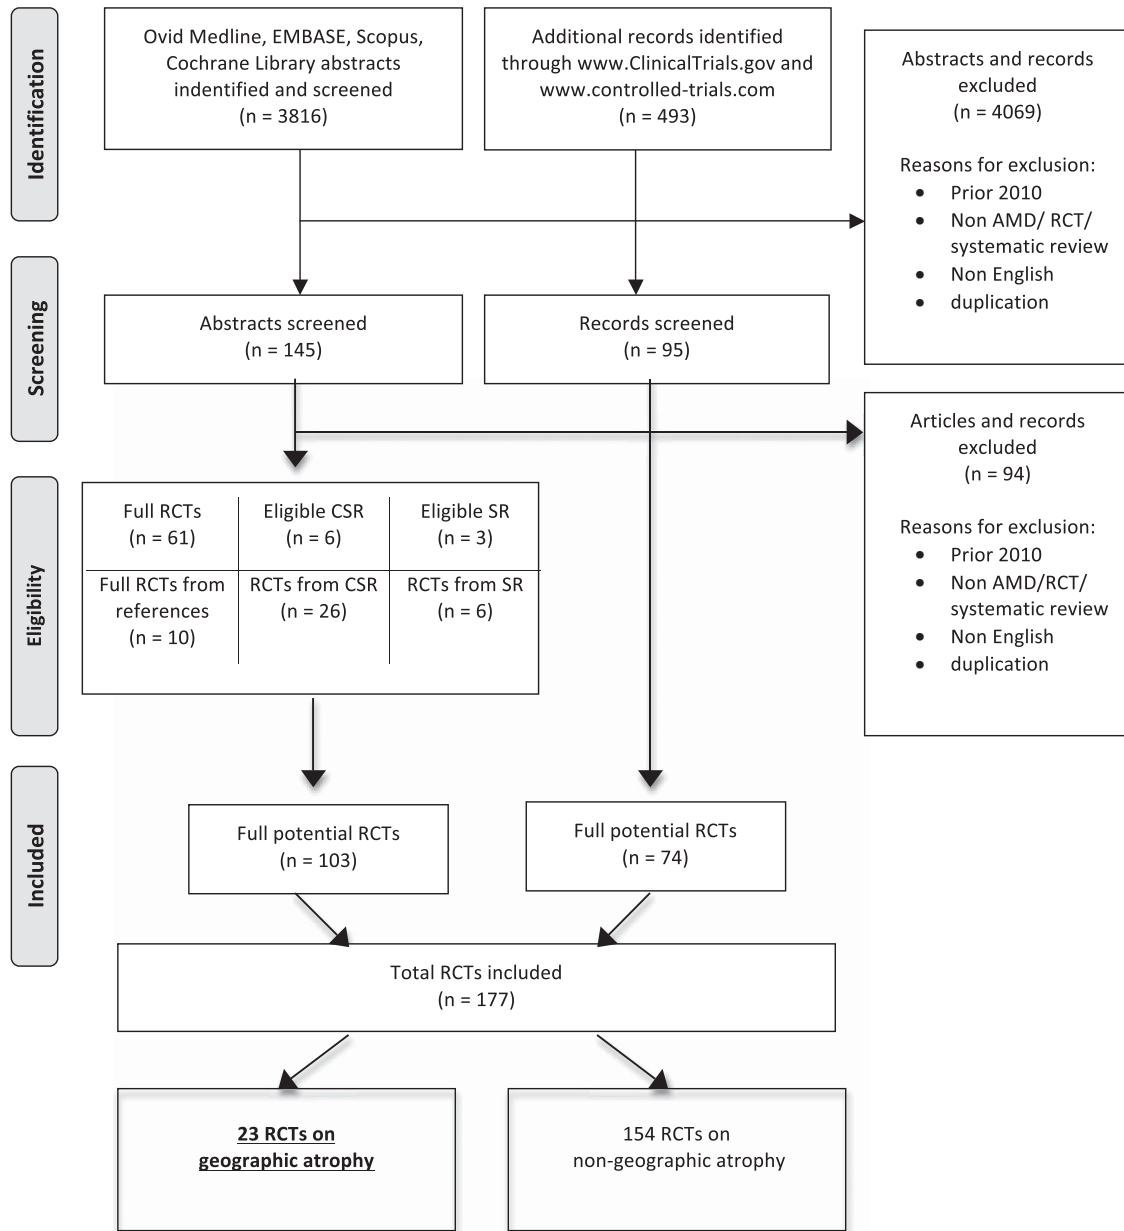 Identification
Ovid Medline, EMBASE, Scopus,
Cochrane Library abstracts
indentified and screened
(n = 3816)
Additional records identified
through www.ClinicalTrials.gov and
www.controlled-trials.com
(n = 493)
Abstracts and records
excluded
(n = 4069)
Reasons for exclusion:
• Prior 2010
• Non AMD/ RCT/
systematic review
• Non English
• duplication
Screening
Abstracts screened
(n = 145)
Records screened
(n = 95)
Articles and records
excluded
(n = 94)
Reasons for exclusion:
• Prior 2010
• Non AMD/RCT/
systematic review
• Non English
• duplication
Eligibility
Full RCTs
(n = 61)
Eligible CSR
(n = 6)
Eligible SR
(n = 3)
Full RCTs from
references
(n = 10)
RCTs from CSR
(n = 26)
RCTs from SR
(n = 6)
Included
Full potential RCTs
(n = 103)
Full potential RCTs
(n = 74)
Total RCTs included
(n = 177)
23 RCTs on
geographic atrophy
154 RCTs on
non-geographic atrophy